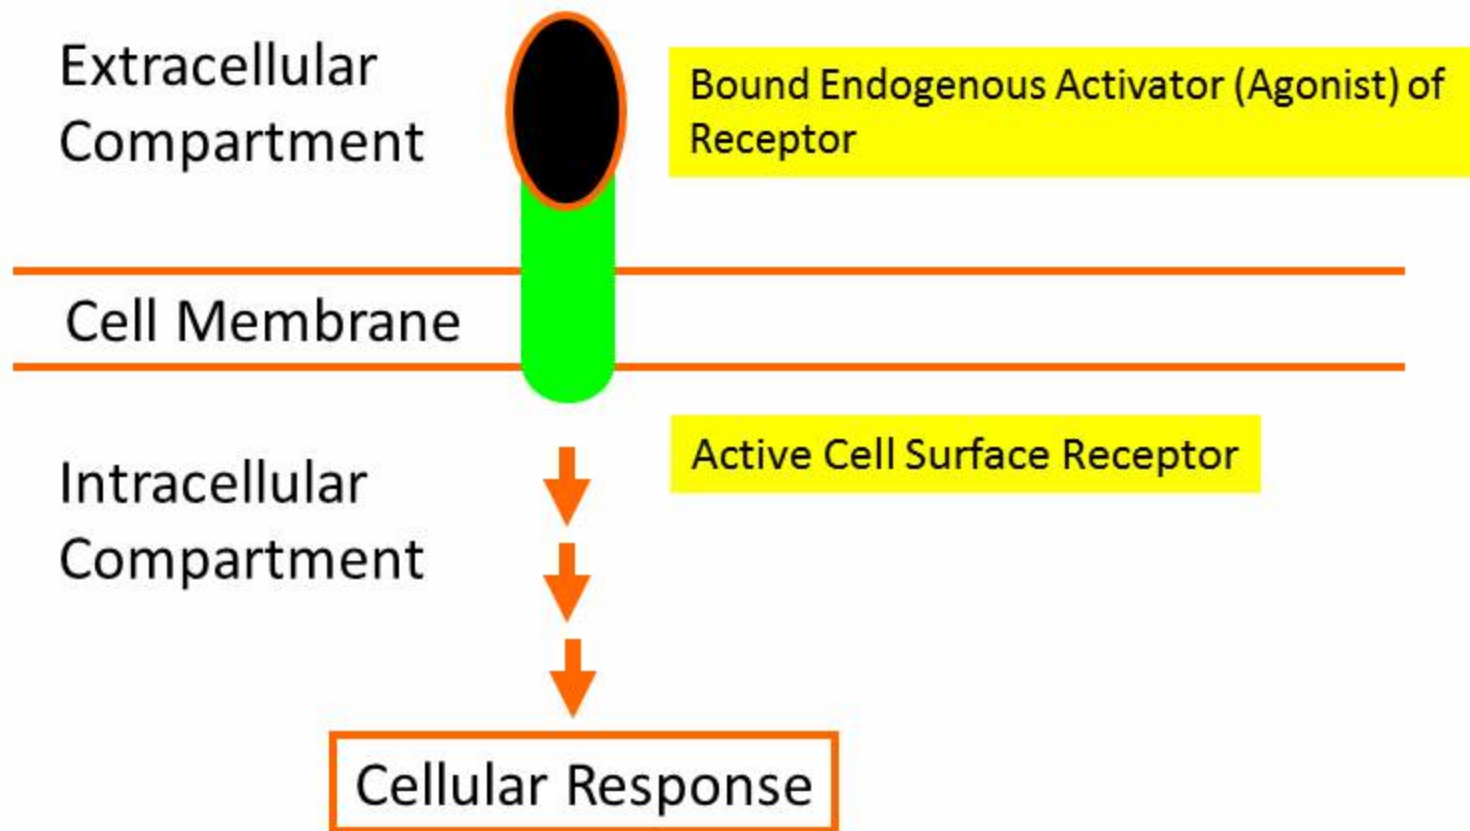 Extracellular
Compartment
Bound Endogenous Activator (Agonist) of
Receptor
Cell Membrane
Active Cell Surface Receptor
Intracellular
Compartment
Cellular Response